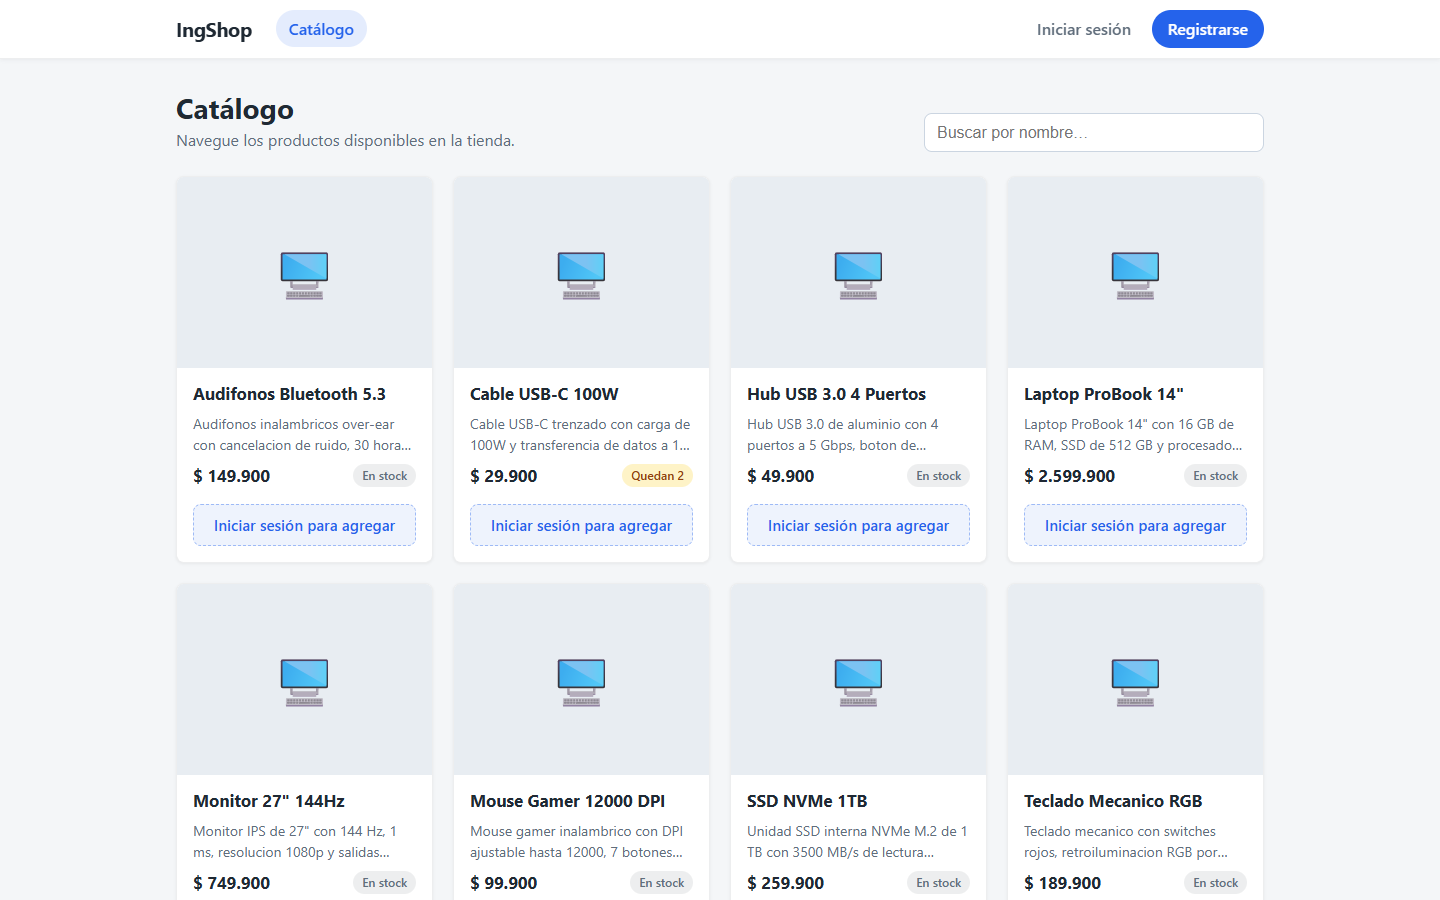 IngShop
Catálogo
Iniciar sesión
Registrarse
Catálogo
Navegue los productos disponibles en la tienda.
Buscar por nombre...
Audifonos Bluetooth 5.3
Audifonos inalambricos over-ear
con cancelacion de ruido, 30 hora...
$ 149.900
En stock
Iniciar sesión para agregar
Cable USB-C 100W
Cable USB-C trenzado con carga de
100W y transferencia de datos a 1...
$ 29.900
Quedan 2
Iniciar sesión para agregar
Hub USB 3.0 4 Puertos
Hub USB 3.0 de aluminio con 4
puertos a 5 Gbps, boton de...
$ 49.900
En stock
Iniciar sesión para agregar
Laptop ProBook 14"
Laptop ProBook 14" con 16 GB de
RAM, SSD de 512 GB y procesado...
$ 2.599.900
En stock
Iniciar sesión para agregar
Monitor 27" 144Hz
Monitor IPS de 27" con 144 Hz, 1
ms, resolucion 1080p y salidas...
$ 749.900
En stock
Mouse Gamer 12000 DPI
Mouse gamer inalambrico con DPI
ajustable hasta 12000, 7 botones...
$ 99.900
En stock
SSD NVMe 1TB
Unidad SSD interna NVMe M.2 de 1
TB con 3500 MB/s de lectura...
$ 259.900
En stock
Teclado Mecanico RGB
Teclado mecanico con switches
rojos, retroiluminacion RGB por...
$ 189.900
En stock